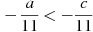 − a/11 < − c/11